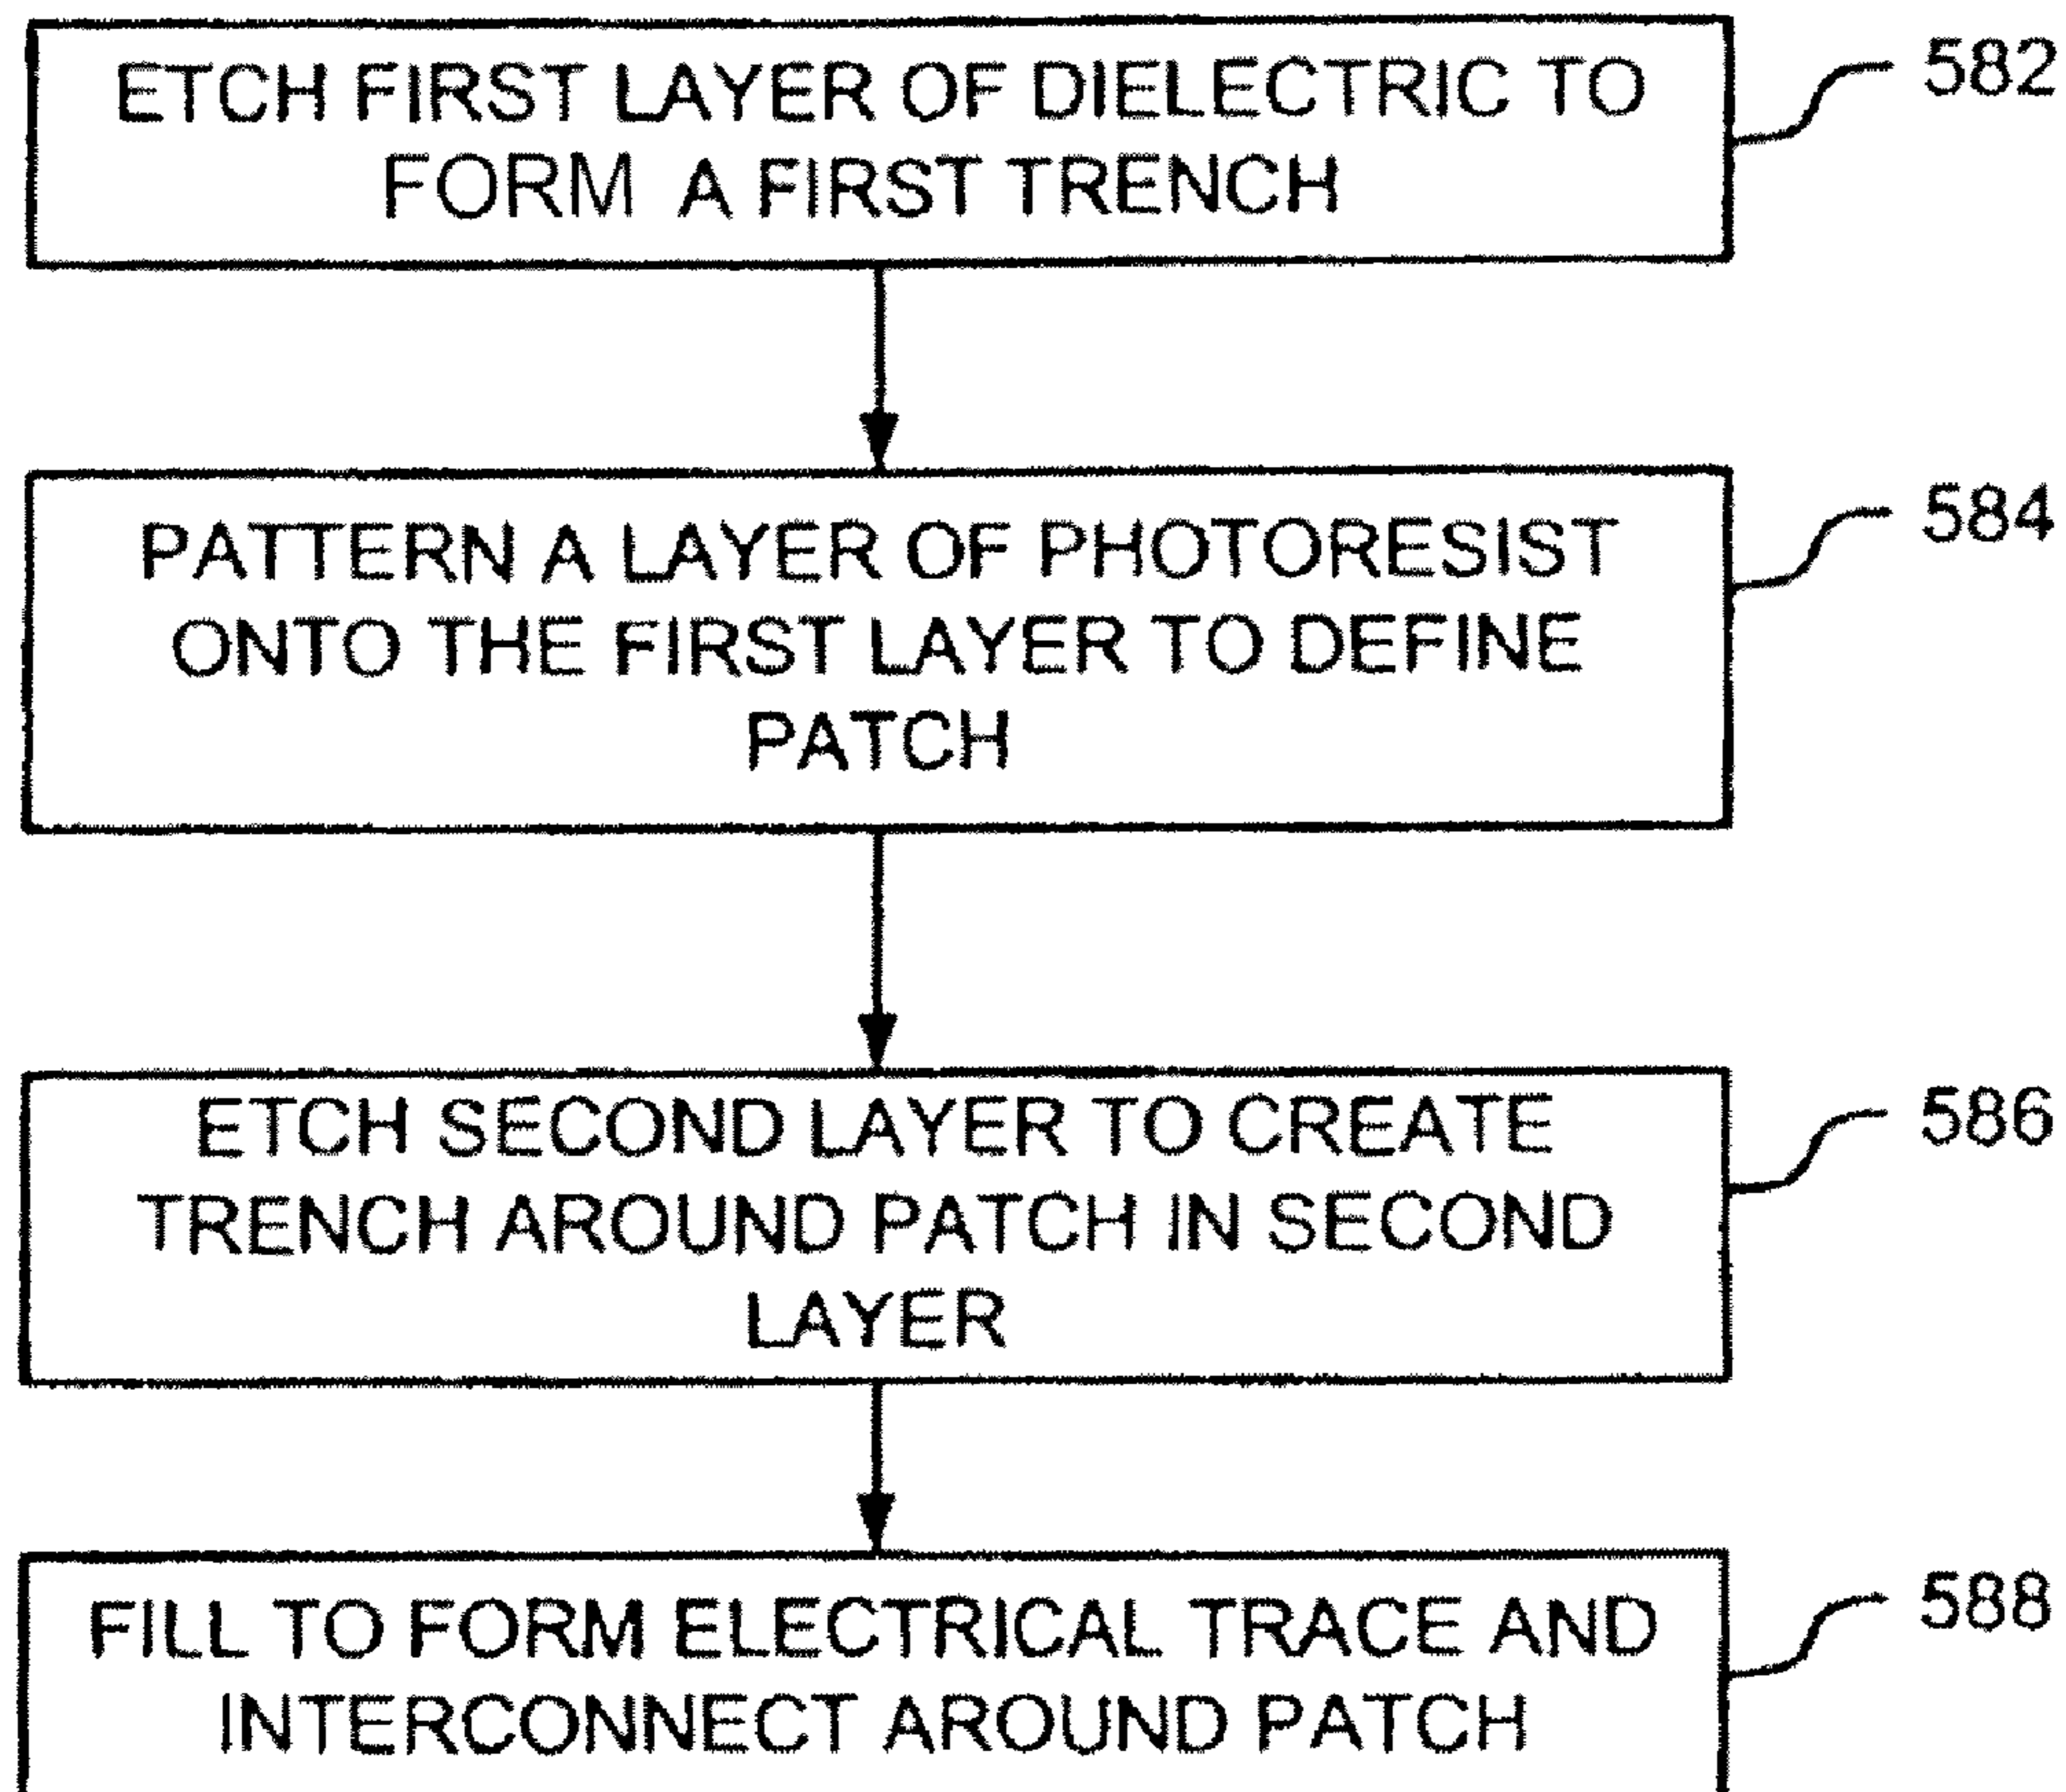 ETCH FIRST LAYER OF DIELECTRIC TO
FORM A FIRST TRENCH
582
PATTERN A LAYER OF PHOTORESIST
ONTO THE FIRST LAYER TO DEFINE
PATCH
584
ETCH SECOND LAYER TO CREATE
TRENCH AROUND PATCH IN SECOND
LAYER
586
FILL TO FORM ELECTRICAL TRACE AND
INTERCONNECT AROUND PATCH
588